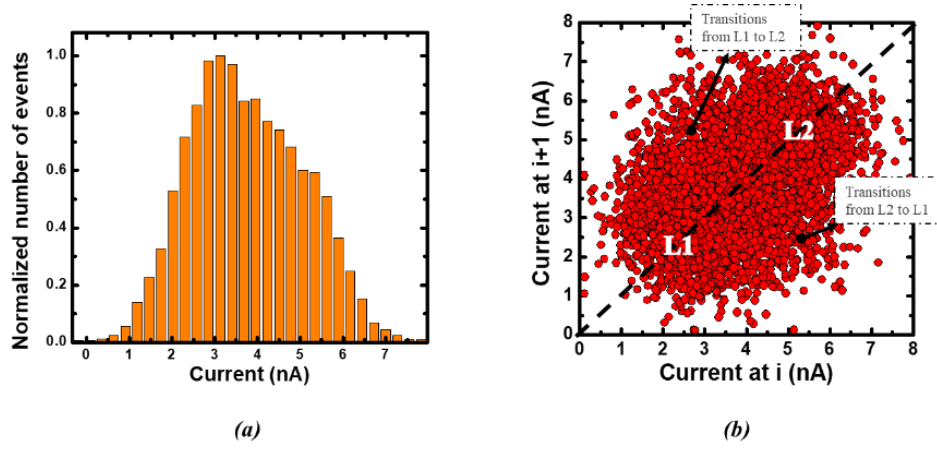 Normalized number of events
1.0
0.8
0.6
0.4
0.2
0.0
0 1 2 3 4 5 6 7
Current (nA)
(a)
Current at i+1 (nA)
8
7
6
5
4
3
2
1
0
Transitions
from L1 to L2
L2
Transitions
from L2 to L1
L1
0 1 2 3 4 5 6 7 8
Current at i (nA)
(b)